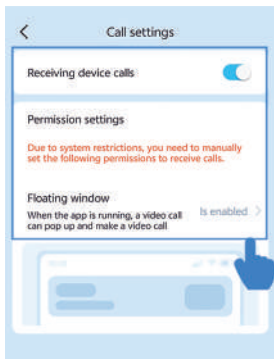 Call settings
Receiving device calls
Permission settings
Due to system restrictions, you need to manually
set the following permissions to receive calls.
Floating window
When the app is running, a video call
can pop up and make a video call
Is enabled